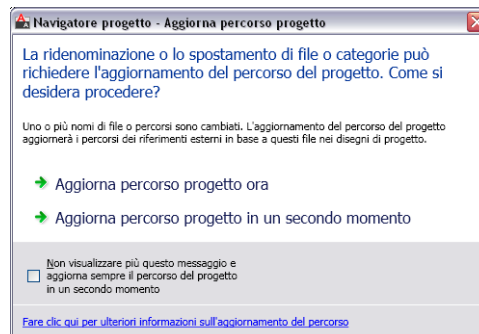 Navigatore progetto - Aggiorna percorso progetto
La ridenominazione o lo spostamento di file o categorie può
richiedere l'aggiornamento del percorso del progetto. Come si
desidera procedere?
Uno o più nomi di file o percorsi sono cambiati. L'aggiornamento del percorso del progetto
aggiornerà i percorsi dei riferimenti esterni in base a questi file nei disegni di progetto.
Aggiorna percorso progetto ora
Aggiorna percorso progetto in un secondo momento
Non visualizzare più questo messaggio e
aggiorna sempre il percorso del progetto
in un secondo momento
Fare clic qui per ulteriori informazioni sull'aggiornamento del percorso